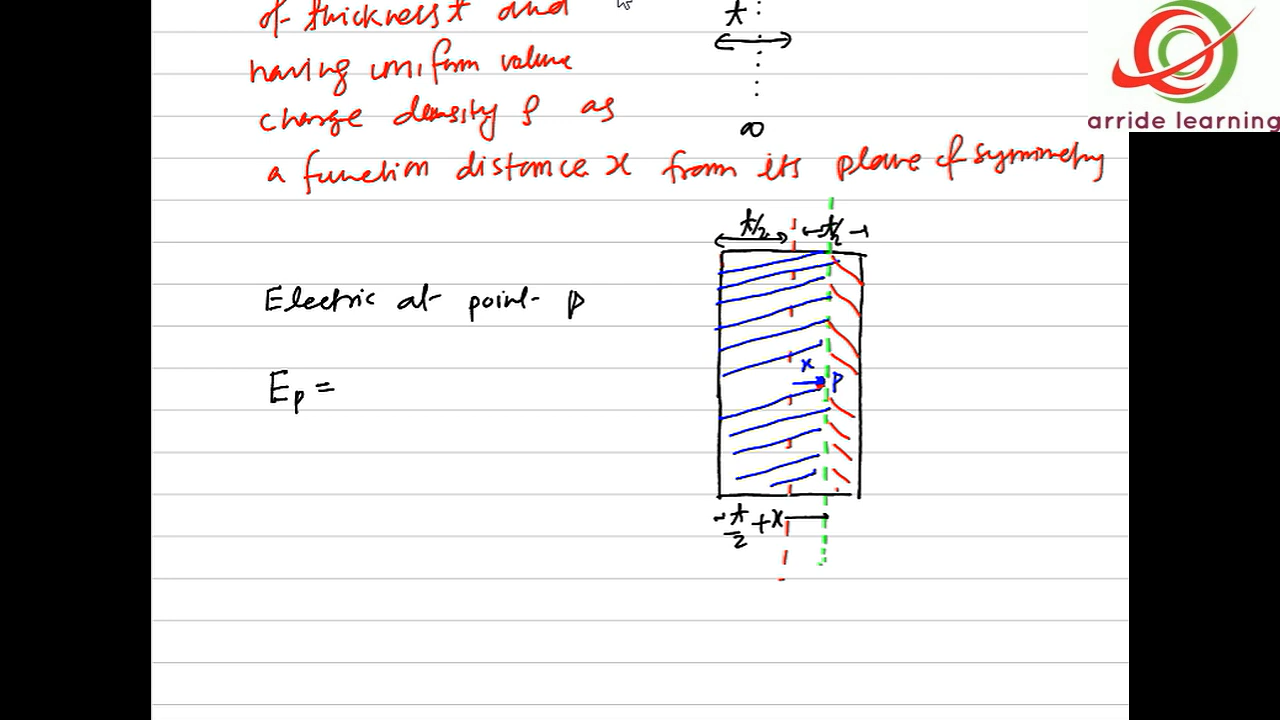 of thickness t and
t
having uniform volume
charge density ρ as
∞
arride learning
a function distance x from its plane of symmetry
t/2 t/2
Electric at point P
x P
E_P =
t/2 + x